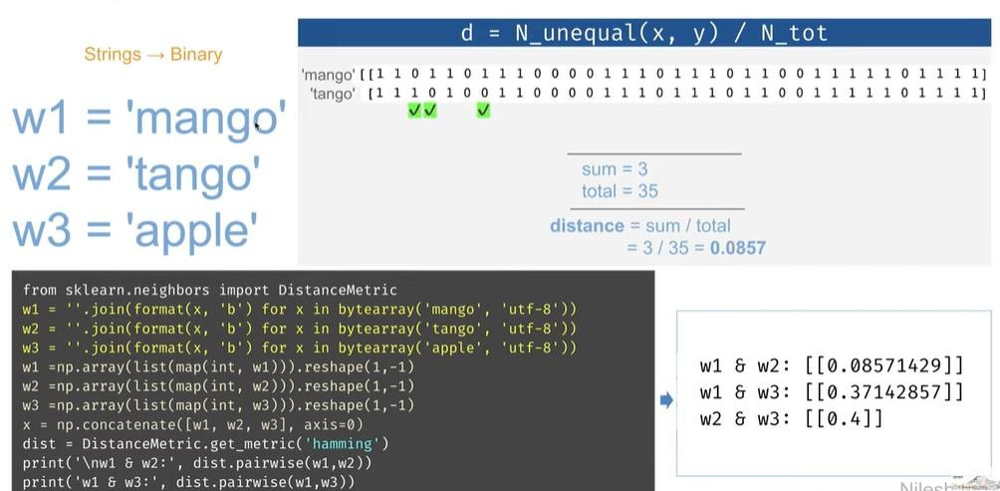 d = N_unequal(x, y) / N_tot
Strings → Binary
'mango' [[1 1 0 1 1 0 1 1 1 0 0 0 0 1 1 1 0 1 1 1 0 1 1 0 0 1 1 1 1 1 0 1 1 1 1]
'tango' [1 1 1 0 1 0 0 1 1 0 0 0 0 1 1 1 0 1 1 1 0 1 1 0 0 1 1 1 1 1 0 1 1 1 1]
✓ ✓ ✓
w1 = 'mango'
w2 = 'tango'
w3 = 'apple'
sum = 3
total = 35
distance = sum / total
= 3 / 35 = 0.0857
from sklearn.neighbors import DistanceMetric
w1 = ''.join(format(x, 'b') for x in bytearray('mango', 'utf-8'))
w2 = ''.join(format(x, 'b') for x in bytearray('tango', 'utf-8'))
w3 = ''.join(format(x, 'b') for x in bytearray('apple', 'utf-8'))
w1 =np.array(list(map(int, w1))).reshape(1,-1)
w2 =np.array(list(map(int, w2))).reshape(1,-1)
w3 =np.array(list(map(int, w3))).reshape(1,-1)
x = np.concatenate([w1, w2, w3], axis=0)
dist = DistanceMetric.get_metric('hamming')
print('\nw1 & w2:', dist.pairwise(w1,w2))
print('w1 & w3:', dist.pairwise(w1,w3))
w1 & w2: [[0.08571429]]
w1 & w3: [[0.37142857]]
w2 & w3: [[0.4]]